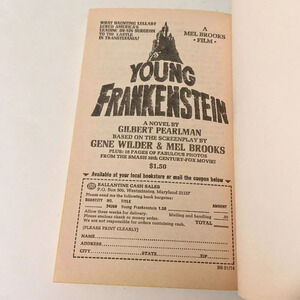 WHAT HAUNTING LULLABY
LURED AMERICA'S
LEADING BRAIN SURGEON
TO THE CASTLE
IN TRANSYLVANIA?
A
MEL BROOKS
• FILM •
YOUNG
FRANKENSTEIN
A NOVEL BY
GILBERT PEARLMAN
BASED ON THE SCREENPLAY BY
GENE WILDER & MEL BROOKS
PLUS: 16 PAGES OF FABULOUS PHOTOS
FROM THE SMASH 20th CENTURY-FOX MOVIE!
$1.50
Available at your local bookstore or mail the coupon below
BALLANTINE CASH SALES
P.O. Box 505, Westminster, Maryland 21157
Please send me the following book bargains:
QUANTITY NO. TITLE AMOUNT
24268 Young Frankenstein 1.50
Allow three weeks for delivery. Mailing and handling
Please enclose check or money order. TOTAL
We are not responsible for orders containing cash.
(PLEASE PRINT CLEARLY)
NAME
ADDRESS
CITY STATE ZIP